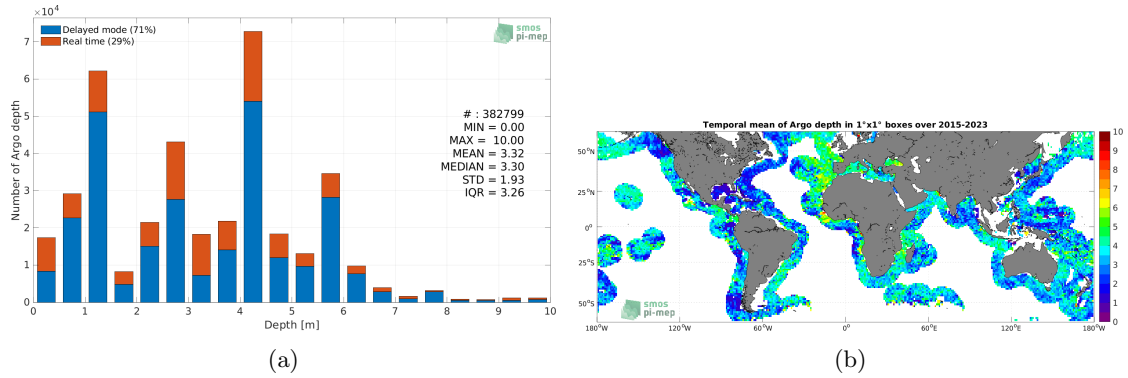 ×10⁴
Delayed mode (71%)
Real time (29%)
smos
pi-mep
Number of Argo depth
7
6
5
4
3
2
1
0
# : 382799
MIN = 0.00
MAX = 10.00
MEAN = 3.32
MEDIAN = 3.30
STD = 1.93
IQR = 3.26
0 1 2 3 4 5 6 7 8 9 10
Depth [m]
(a)
Temporal mean of Argo depth in 1°x1° boxes over 2015-2023
50°N
25°N
0°
25°S
50°S
180°W 120°W 60°W 0° 60°E 120°E 180°W
smos
pi-mep
10
9
8
7
6
5
4
3
2
1
0
(b)